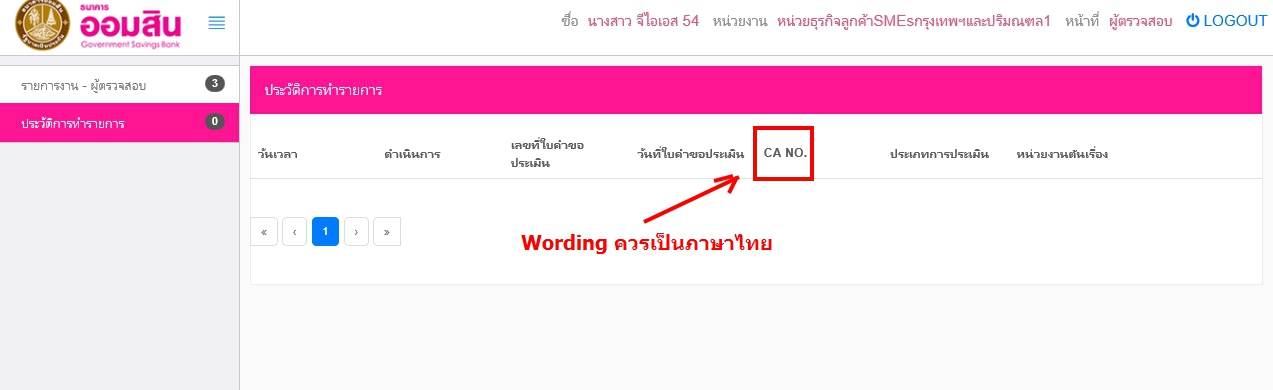 ธนาคาร
ออมสิน
Government Savings Bank
ชื่อ นางสาว จีไอเอส 54 หน่วยงาน หน่วยธุรกิจลูกค้าSMEsกรุงเทพฯและปริมณฑล1 หน้าที่ ผู้ตรวจสอบ LOGOUT
รายการงาน - ผู้ตรวจสอบ 3
ประวัติการทำรายการ 0
ประวัติการทำรายการ
วันเวลา ดำเนินการ เลขที่ใบคำขอ วันที่ใบคำขอประเมิน CA NO. ประเภทการประเมิน หน่วยงานต้นเรื่อง
ประเมิน
« ‹ 1 › »
Wording ควรเป็นภาษาไทย